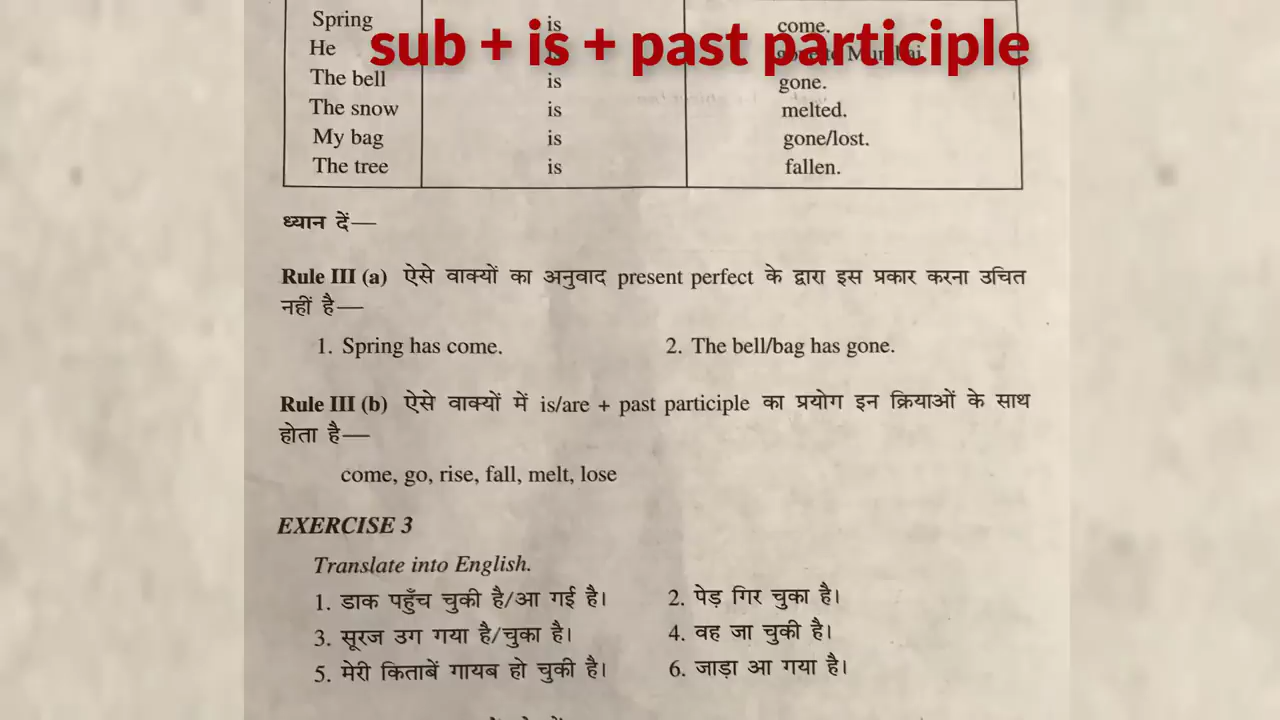 Spring is come.
sub + is + past participle
He is gone to Mumbai
The bell is gone.
The snow is melted.
My bag is gone/lost.
The tree is fallen.
ध्यान दें—
Rule III (a) ऐसे वाक्यों का अनुवाद present perfect के द्वारा इस प्रकार करना उचित
नहीं है—
1. Spring has come. 2. The bell/bag has gone.
Rule III (b) ऐसे वाक्यों में is/are + past participle का प्रयोग इन क्रियाओं के साथ
होता है—
come, go, rise, fall, melt, lose
EXERCISE 3
Translate into English.
1. डाक पहुँच चुकी है/आ गई है। 2. पेड़ गिर चुका है।
3. सूरज उग गया है/चुका है। 4. वह जा चुकी है।
5. मेरी किताबें गायब हो चुकी है। 6. जाड़ा आ गया है।